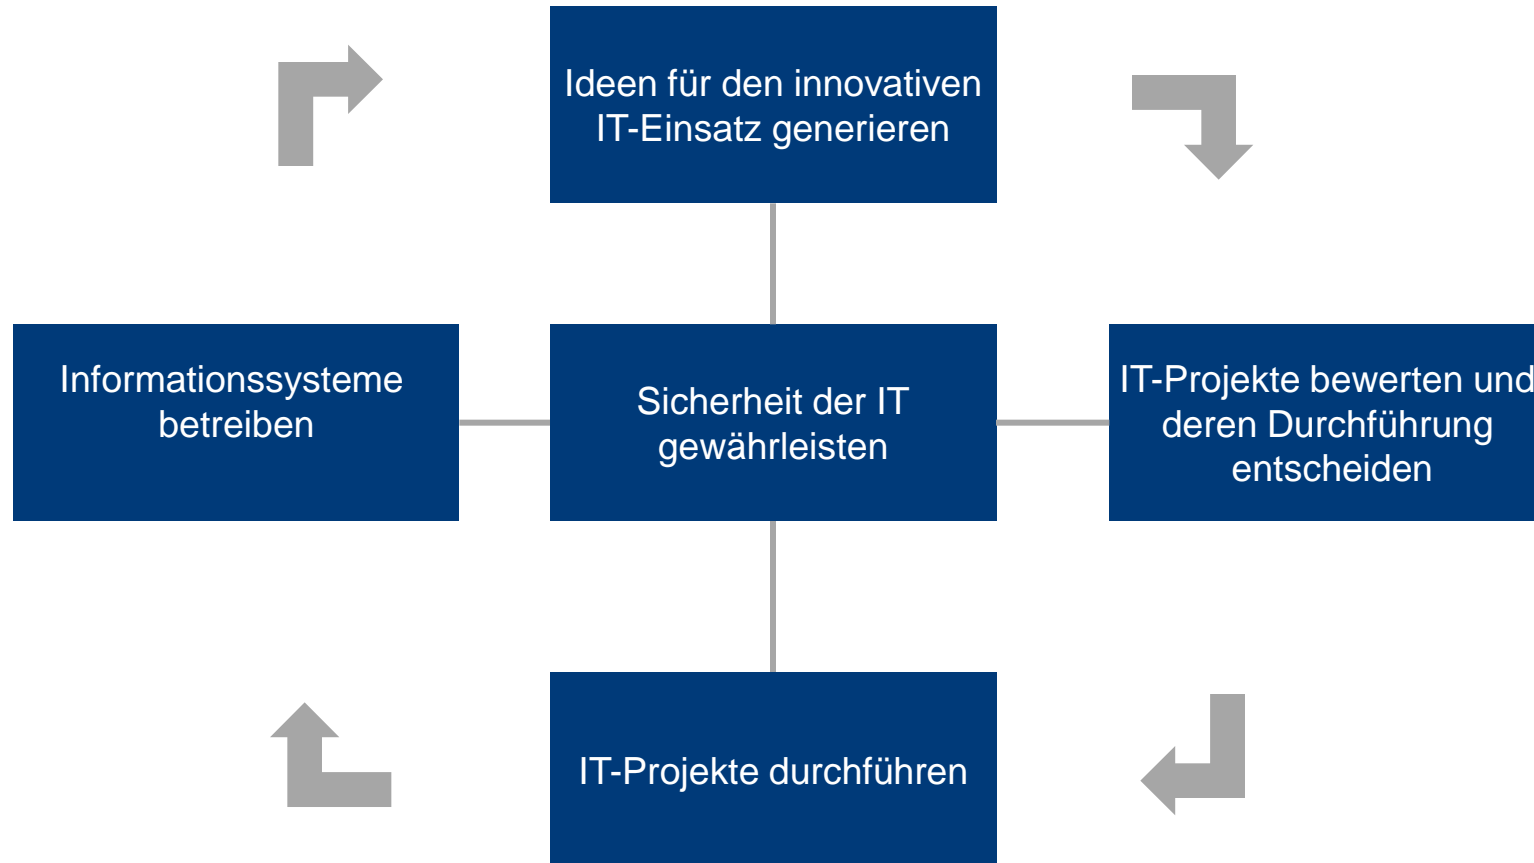 Ideen für den innovativen
IT-Einsatz generieren
Informationssysteme
betreiben
Sicherheit der IT
gewährleisten
IT-Projekte bewerten und
deren Durchführung
entscheiden
IT-Projekte durchführen